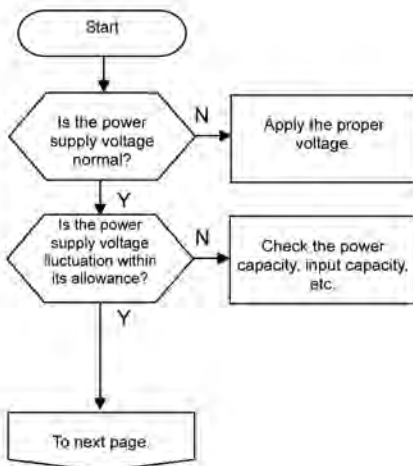 Start
Is the power
supply voltage
normal?
N
Apply the proper
voltage
Y
Is the power
supply voltage
fluctuation within
its allowance?
N
Check the power
capacity, input capacity,
etc.
Y
To next page